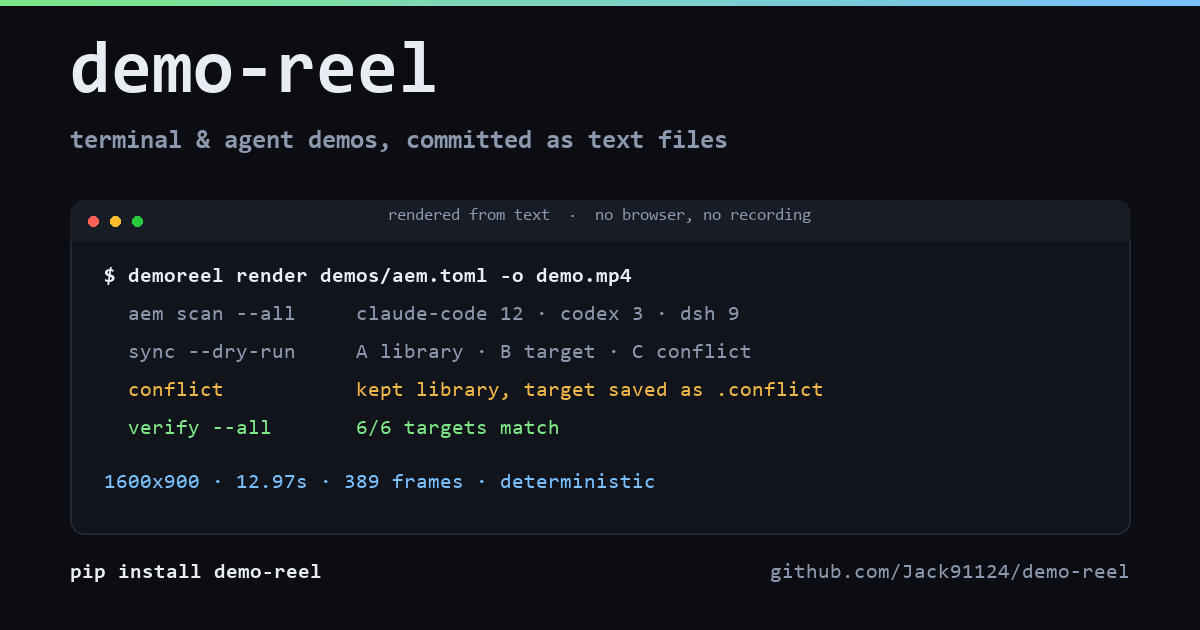 demo-reel
terminal & agent demos, committed as text files
rendered from text · no browser, no recording
$ demoreel render demos/aem.toml -o demo.mp4
aem scan --all claude-code 12 · codex 3 · dsh 9
sync --dry-run A library · B target · C conflict
conflict kept library, target saved as .conflict
verify --all 6/6 targets match
1600x900 · 12.97s · 389 frames · deterministic
pip install demo-reel github.com/Jack91124/demo-reel